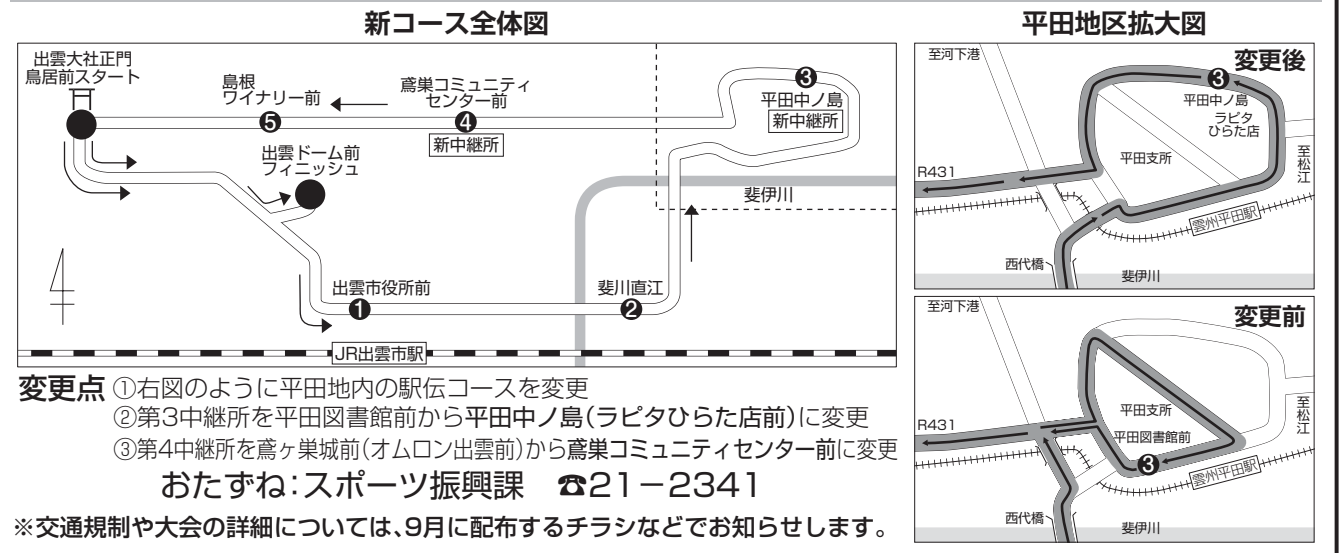 新コース全体図
出雲大社正門
鳥居前スタート
島根
ワイナリー前
❺
鳶巣コミュニティ
センター前
❹
新中継所
❸
平田中ノ島
新中継所
出雲ドーム前
フィニッシュ
斐伊川
出雲市役所前
❶
斐川直江
❷
JR出雲市駅
平田地区拡大図
変更後
至河下港
❸
平田中ノ島
ラピタ
ひらた店
至松江
平田支所
R431
雲州平田駅
西代橋
斐伊川
変更前
至河下港
至松江
平田支所
R431
平田図書館前
❸
雲州平田駅
西代橋
斐伊川
変更点 ①右図のように平田地内の駅伝コースを変更
②第3中継所を平田図書館前から平田中ノ島(ラピタひらた店前)に変更
③第4中継所を鳶ヶ巣城前(オムロン出雲前)から鳶巣コミュニティセンター前に変更
おたずね:スポーツ振興課 ☎21-2341
※交通規制や大会の詳細については、9月に配布するチラシなどでお知らせします。